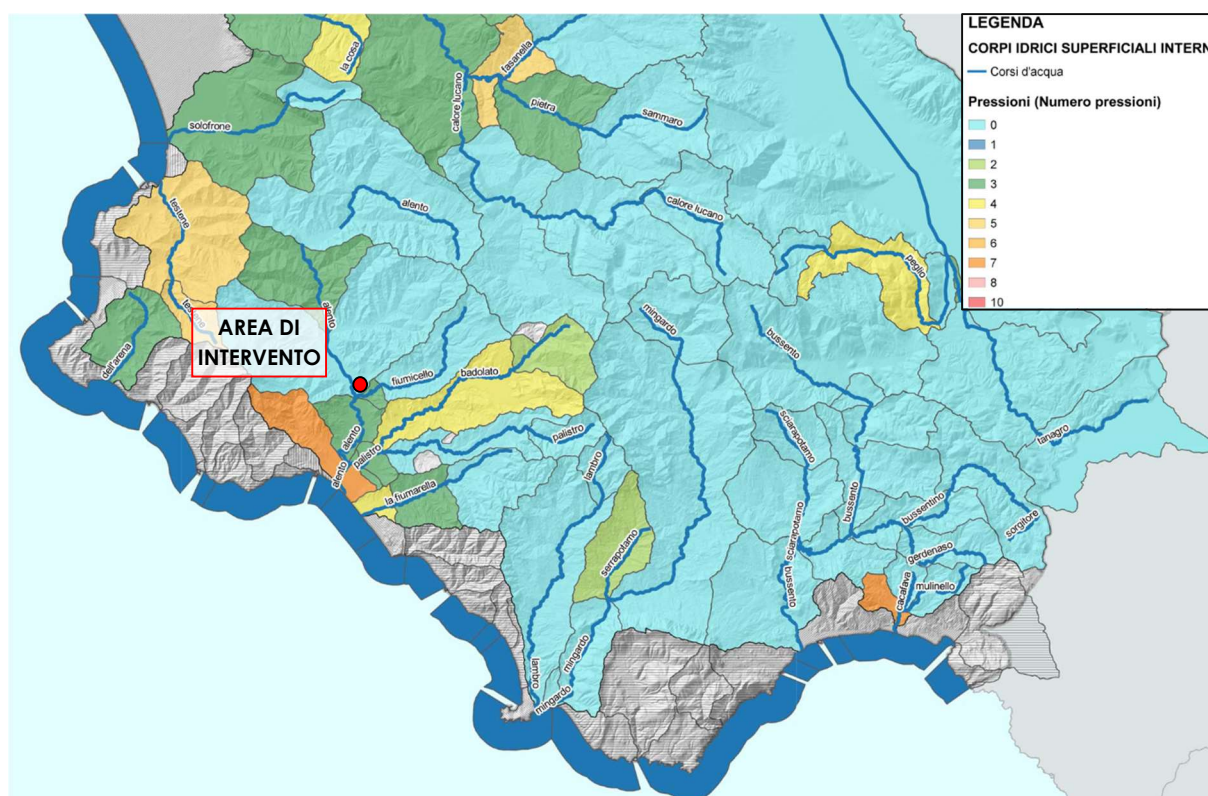 LEGENDA
CORPI IDRICI SUPERFICIALI INTERN
Corsi d'acqua
Pressioni (Numero pressioni)
0
1
2
3
4
5
6
7
8
10
la cosa
fasanella
calore lucano
pietra
sammaro
solofrone
testene
alento
calore lucano
peglio
alento
testene
AREA DI
INTERVENTO
dell'arena
mingardo
bussento
fiumicello
badolato
sciarapotamo
tanagro
alento
palistro
palistro
lambro
alento
la fiumarella
bussento
bussentino
sorgitore
sciarapotamo
serrapotamo
gerdenaso
cacafava
mulinello
bussento
lambro
mingardo
mingardo